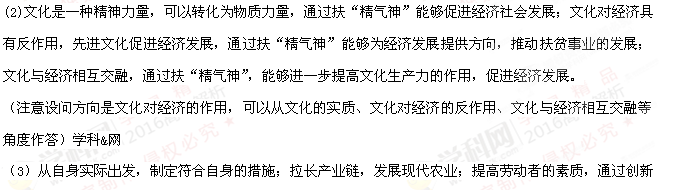 (2)文化是一种精神力量，可以转化为物质力量，通过扶“精气神”能够促进经济社会发展；文化对经济具
有反作用，先进文化促进经济发展，通过扶“精气神”能够为经济发展提供方向，推动扶贫事业的发展；
文化与经济相互交融，通过扶“精气神”，能够进一步提高文化生产力的作用，促进经济发展。
（注意设问方向是文化对经济的作用，可以从文化的实质、文化对经济的反作用、文化与经济相互交融等
角度作答）学科&网
（3）从自身实际出发，制定符合自身的措施；拉长产业链，发展现代农业；提高劳动者的素质，通过创新